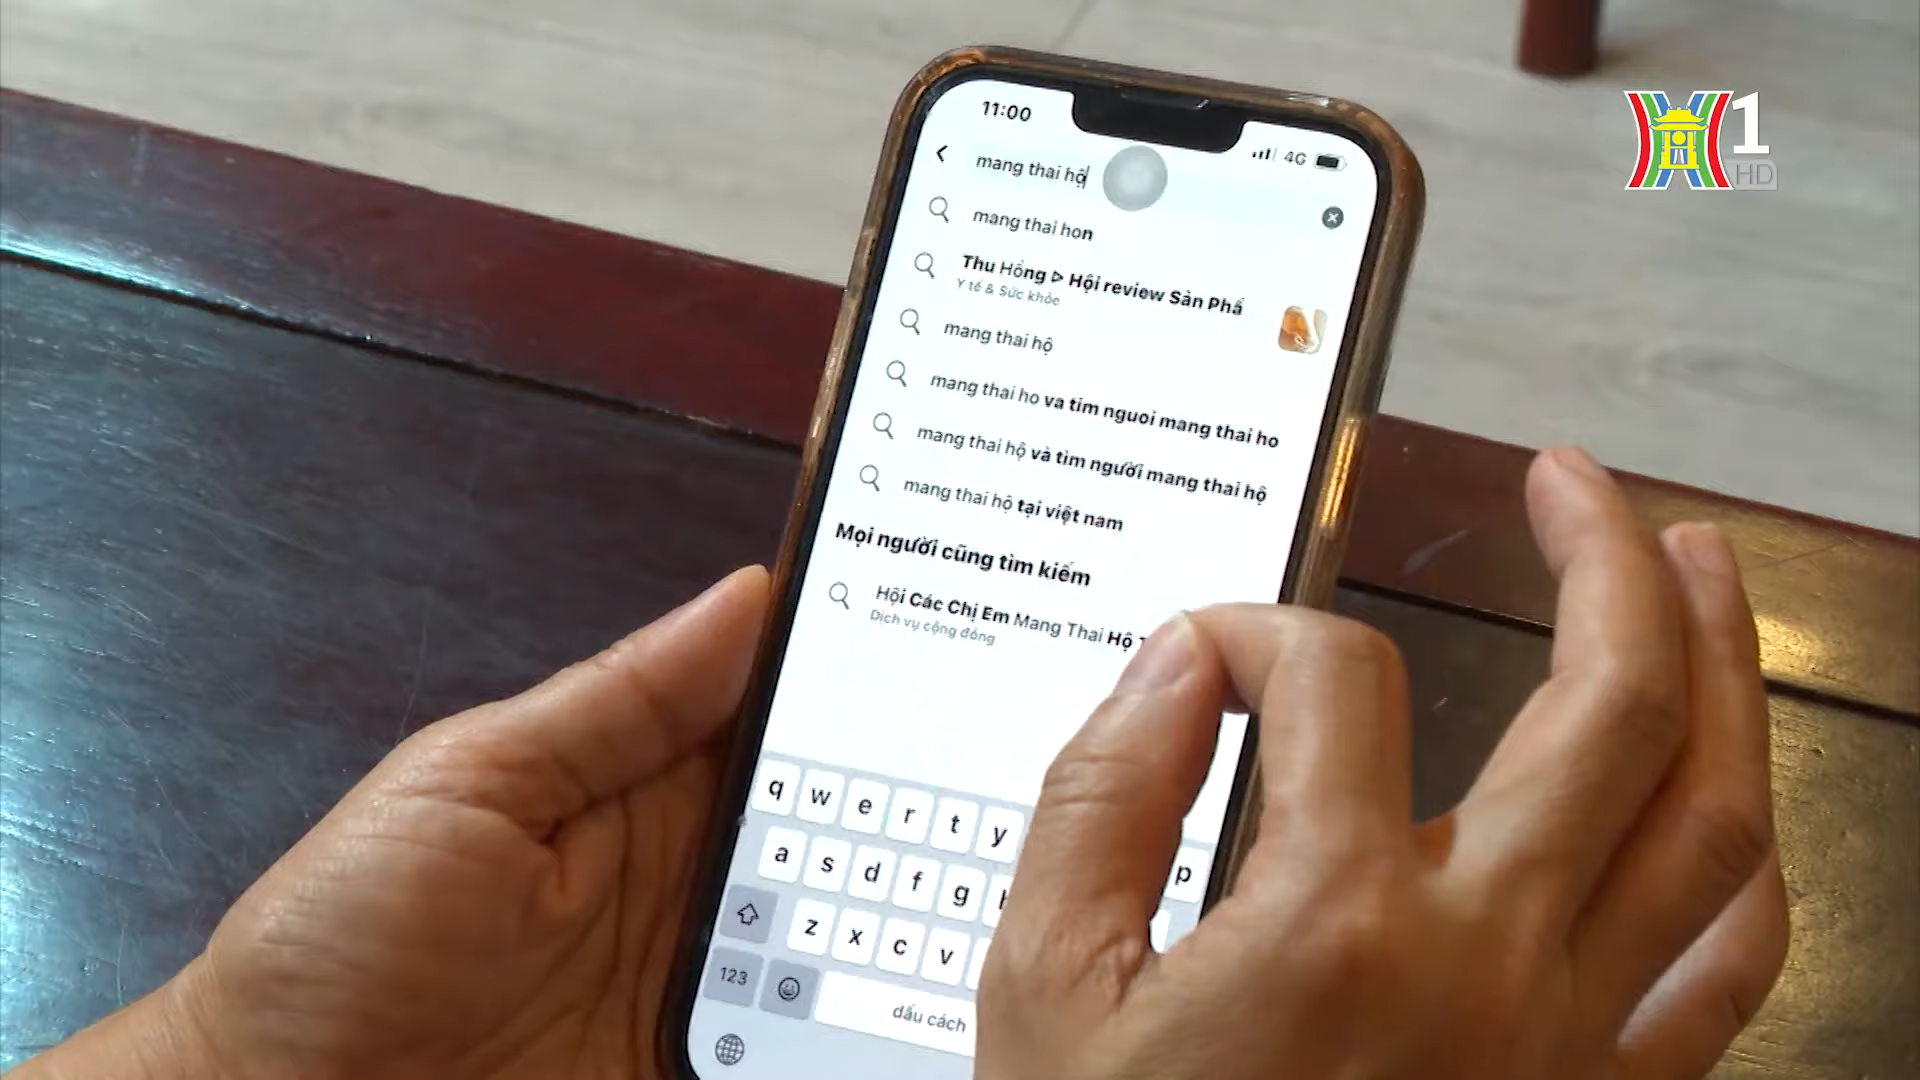 11:00
4G
1
HD
mang thai hộ
mang thai hon
Thu Hồng ▷ Hội review Sản Phẩ
Y tế & Sức khỏe
mang thai hộ
mang thai ho va tim nguoi mang thai ho
mang thai hộ và tìm người mang thai hộ
mang thai hộ tại việt nam
Mọi người cũng tìm kiếm
Hội Các Chị Em Mang Thai Hộ
Dịch vụ cộng đồng
q w e r t y p
a s d f g
z x c v
123
dấu cách